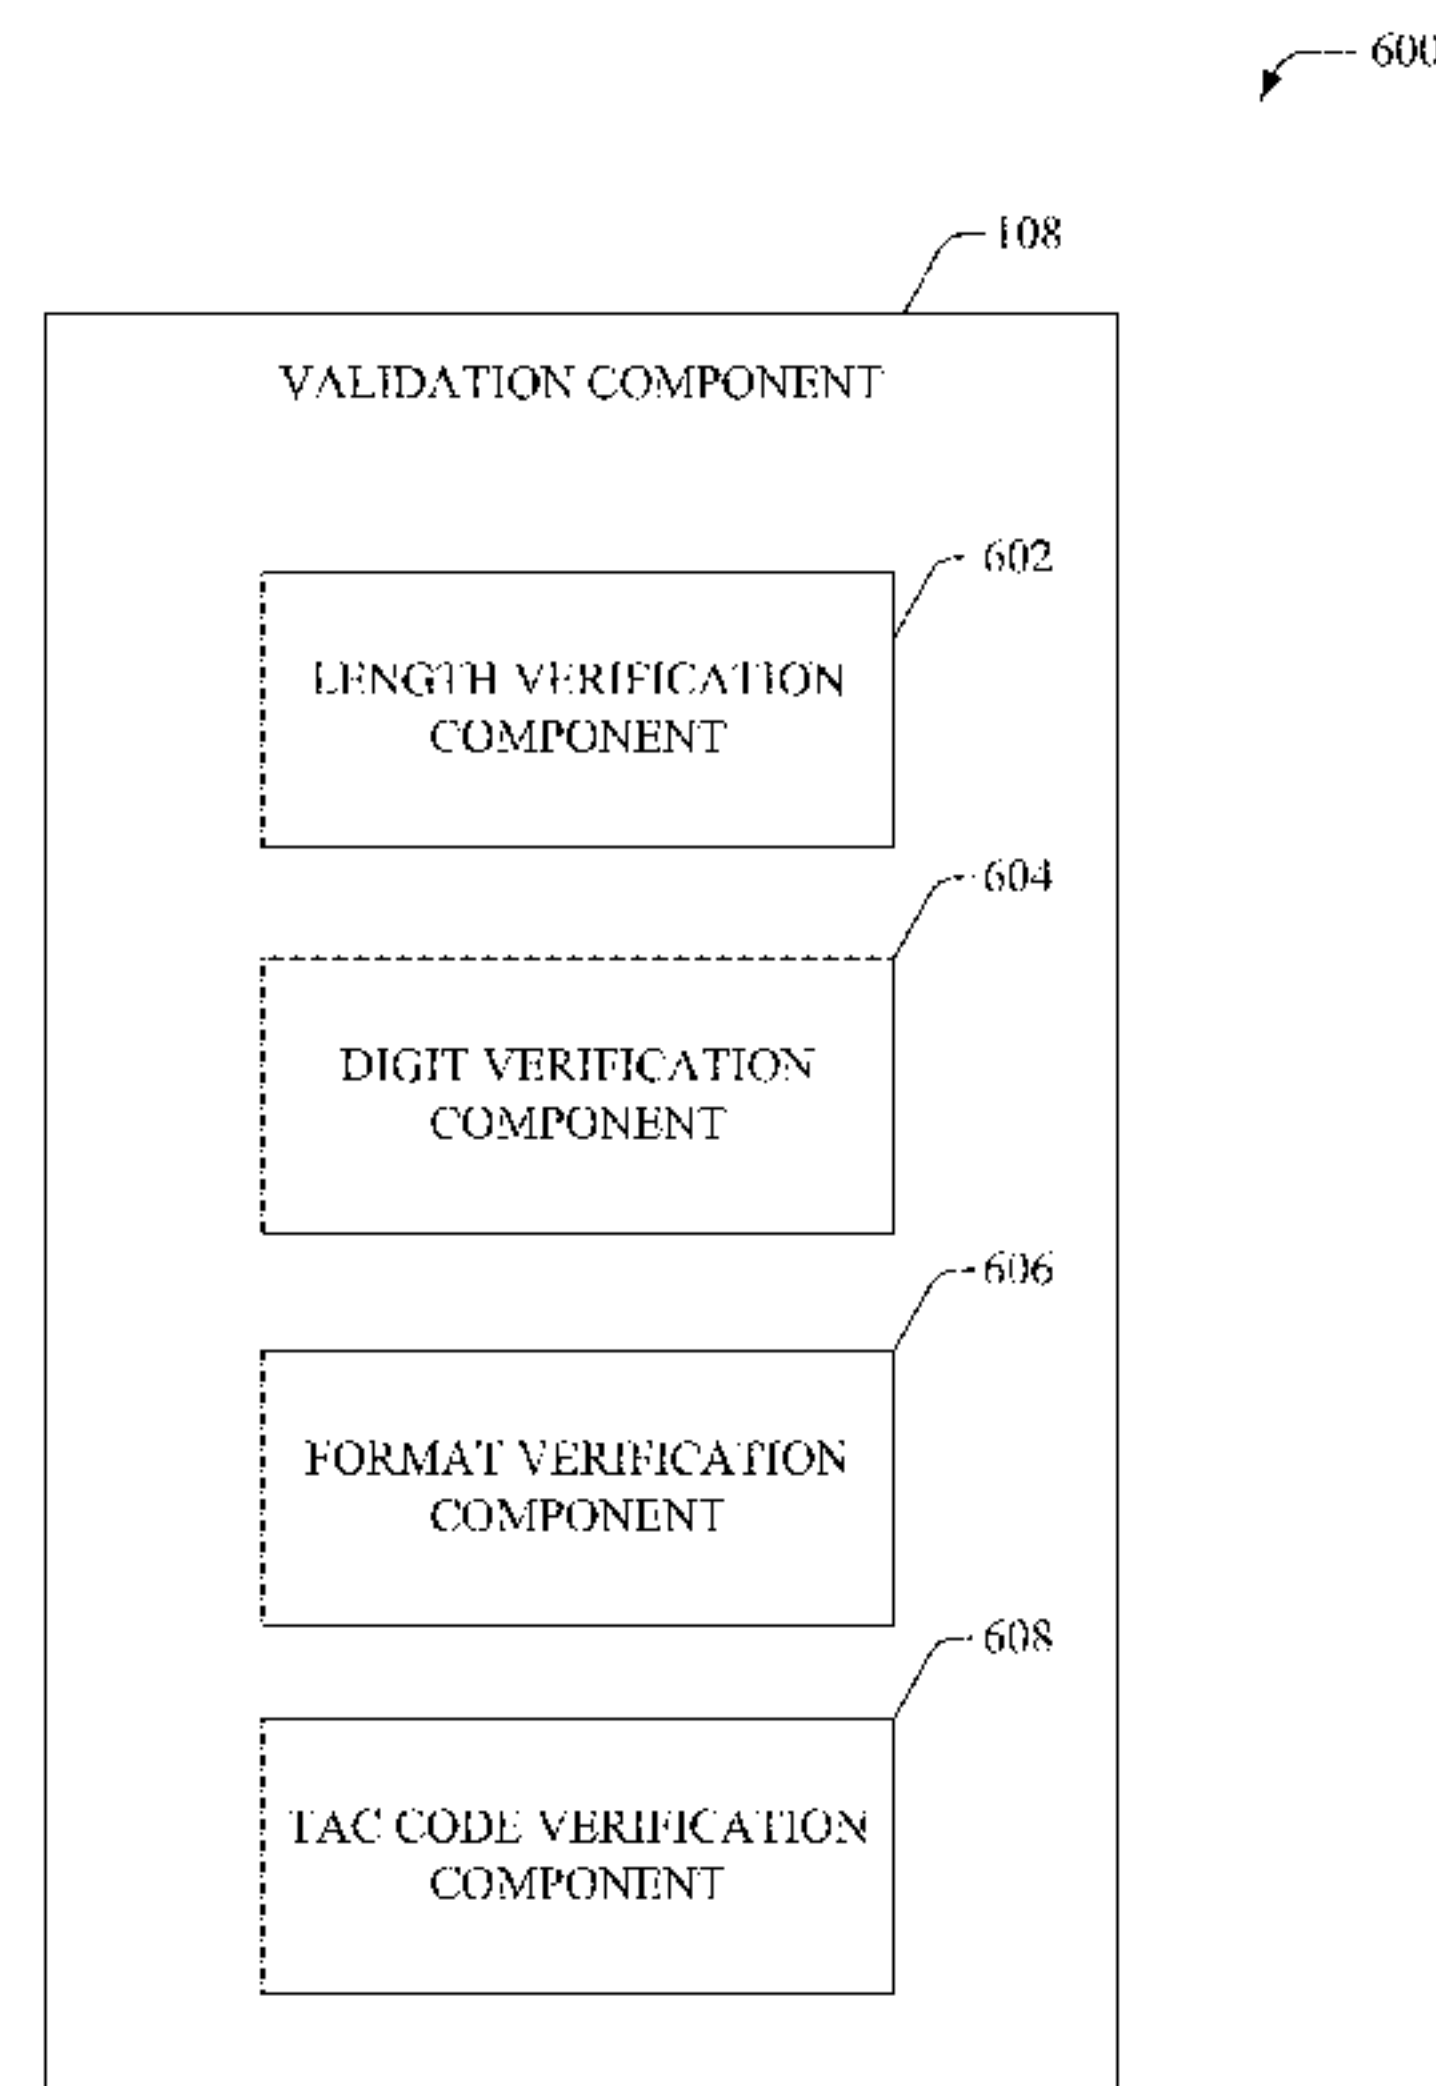 600
108
VALIDATION COMPONENT
602
LENGTH VERIFICATION
COMPONENT
604
DIGIT VERIFICATION
COMPONENT
606
FORMAT VERIFICATION
COMPONENT
608
TAC CODE VERIFICATION
COMPONENT